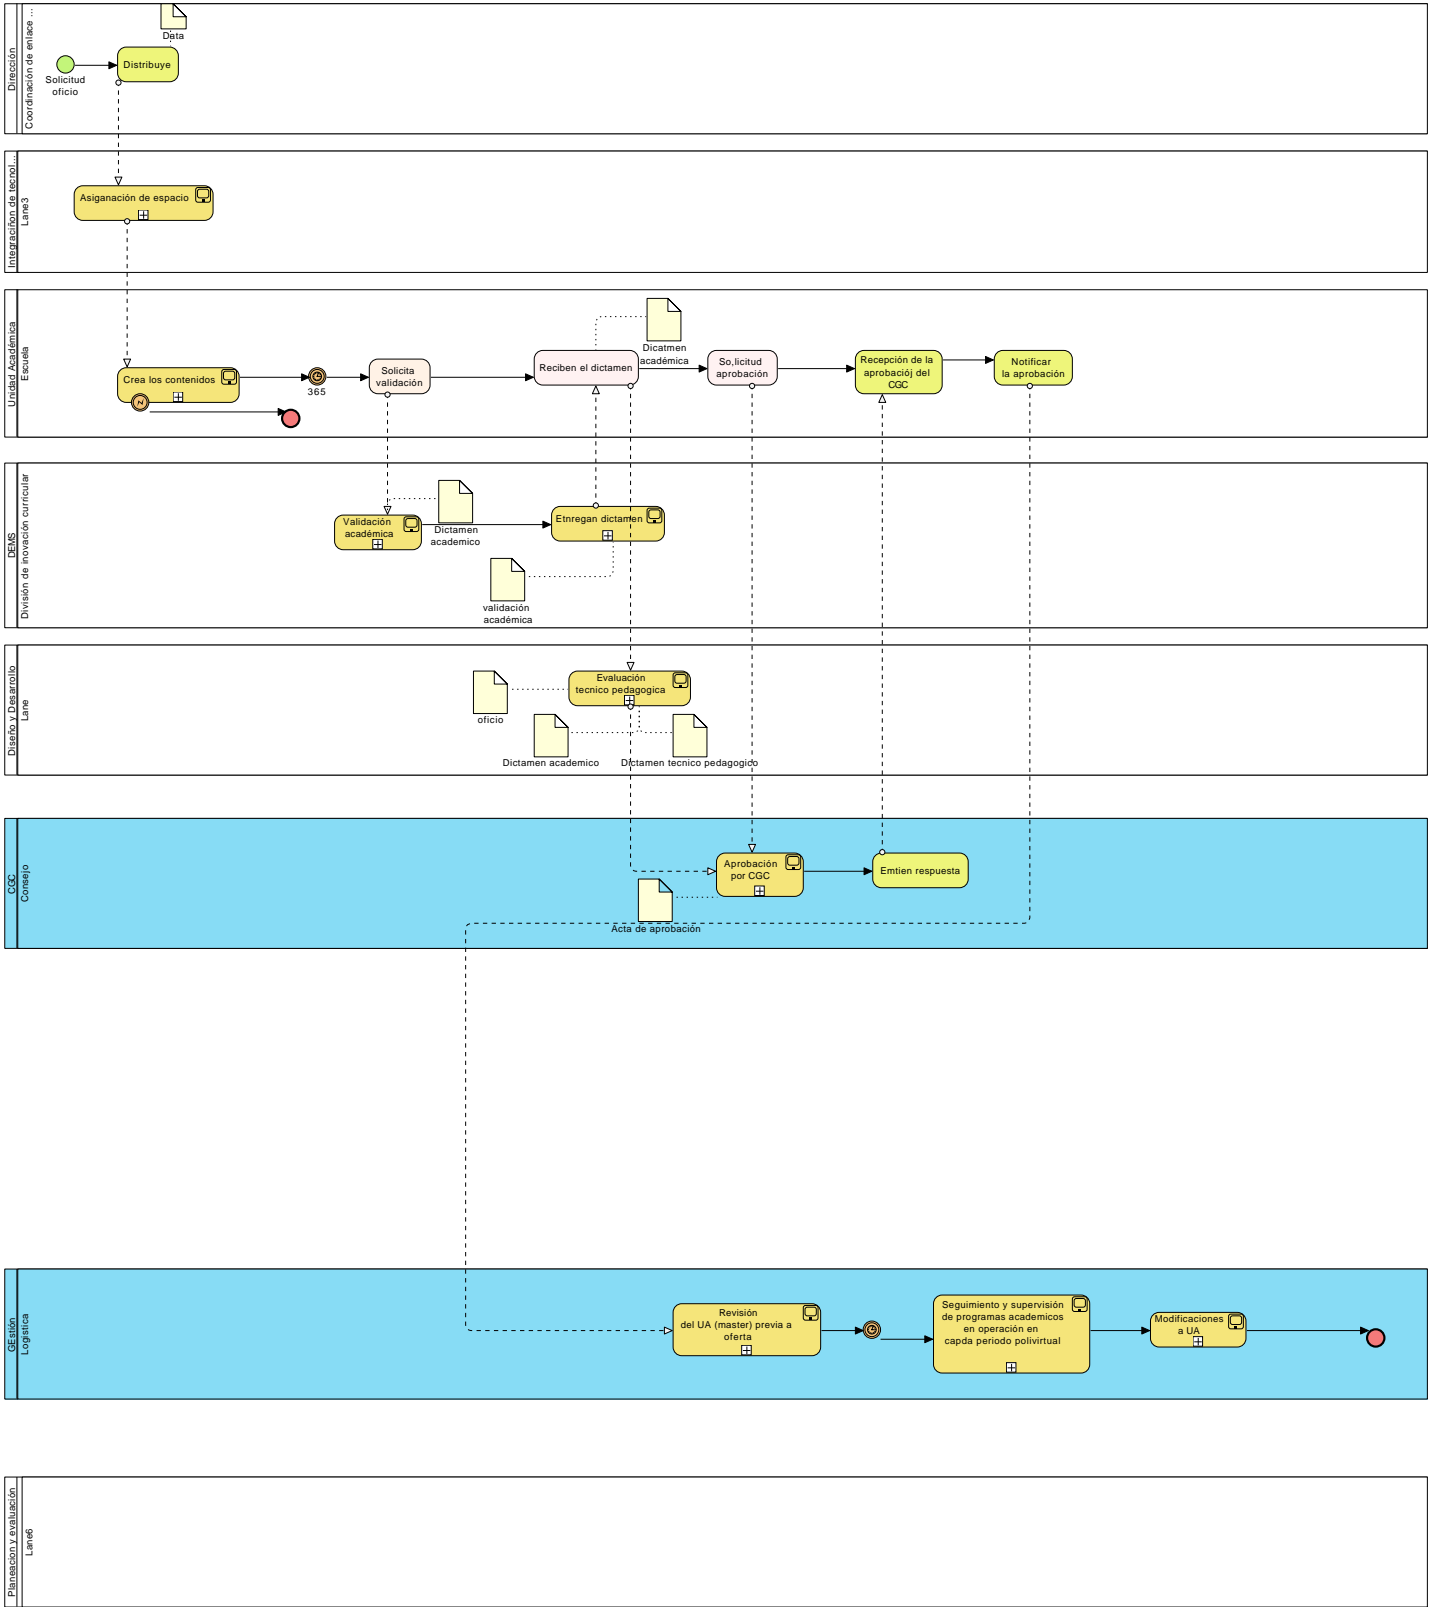 Dirección
Coordinación de enlace ...
Data
Distribuye
Solicitud
oficio
Integraciñon de tecnol...
Lane3
Asiganación de espacio
Unidad Académica
Escuela
Crea los contenidos
365
Solicita
validación
Reciben el dictamen
Dicatmen
académica
So,licitud
aprobación
Recepción de la
aprobaciój del
CGC
Notificar
la aprobación
DEMS
División de inovación curricular
Validación
académica
Dictamen
academico
Etnregan dictamen
validación
académica
Diseño y Desarrollo
Lane
Evaluación
tecnico pedagogica
oficio
Dictamen academico
Dictamen tecnico pedagogico
CGC
Consejo
Aprobación
por CGC
Emtien respuesta
Acta de aprobación
GEstión
Logistica
Revisión
del UA (master) previa a
oferta
Seguimiento y supervisión
de programas academicos
en operación en
capda periodo polivirtual
Modificaciones
a UA
Planeacion y evaluación
Lane6